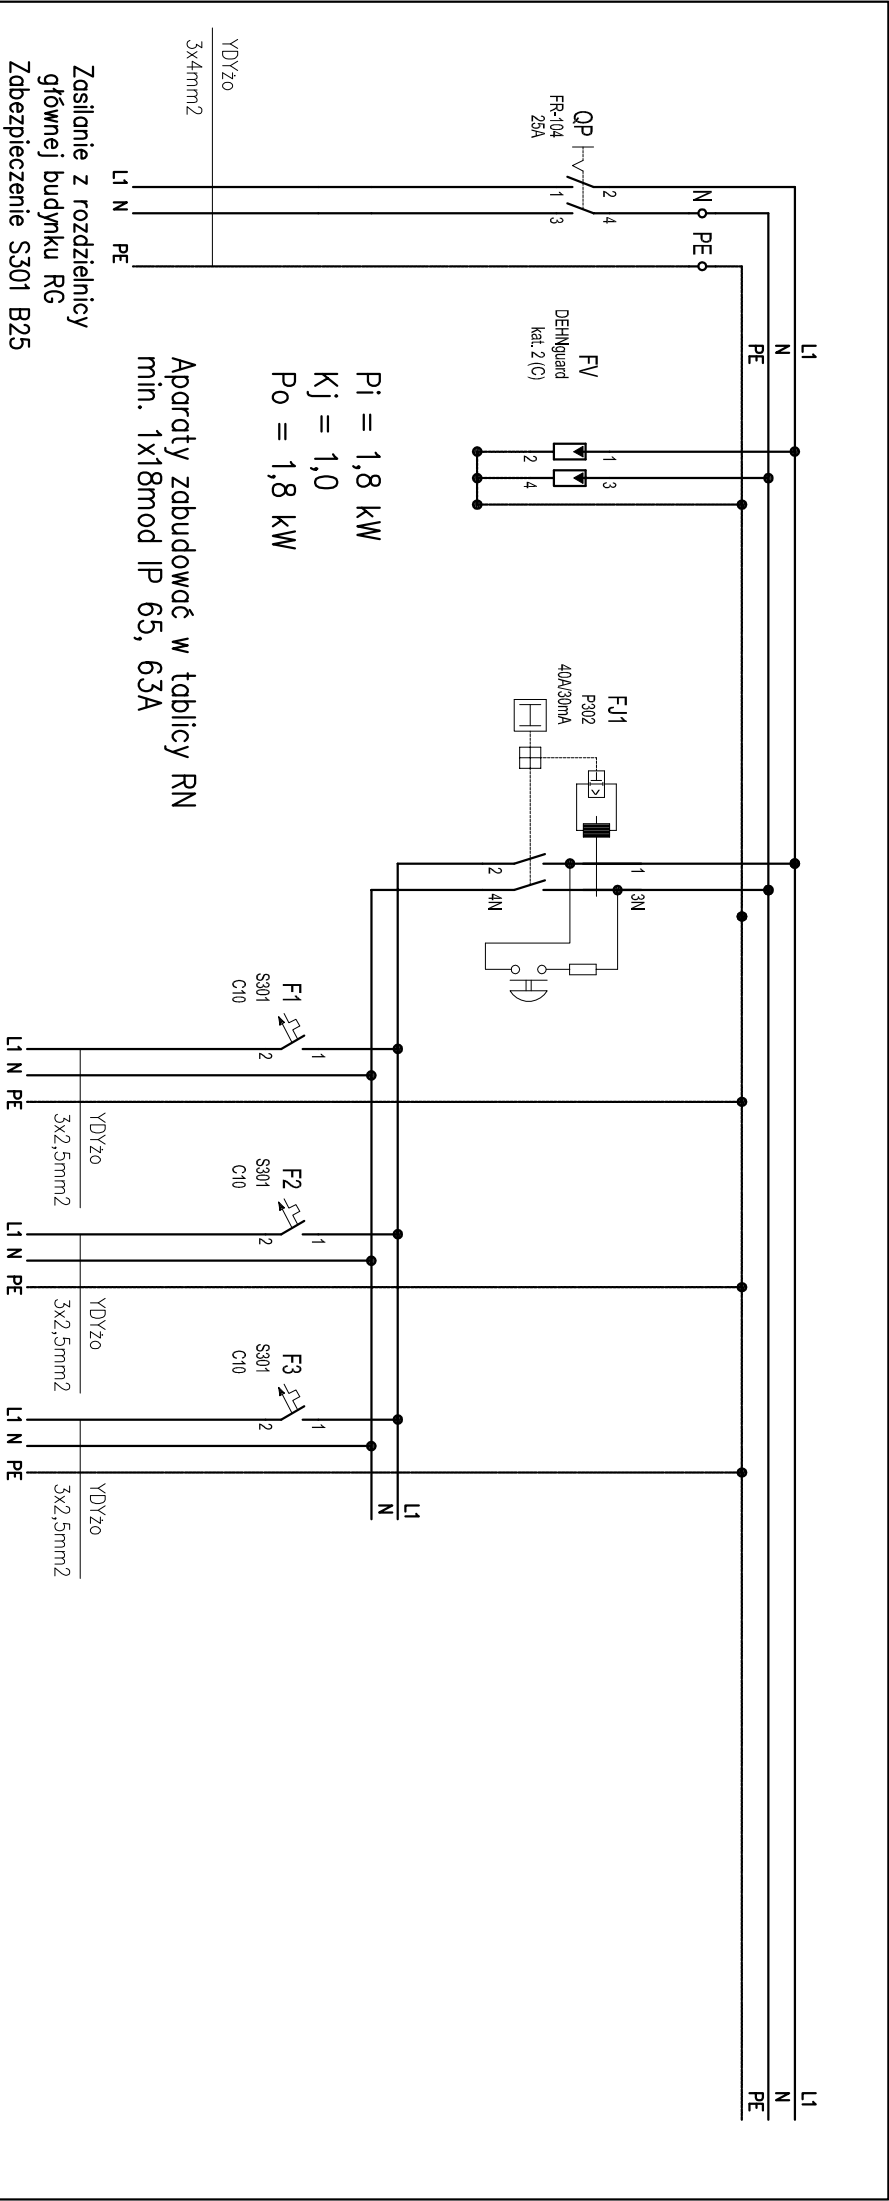 L1
N
PE
L1
N
PE
N
PE
QP
FR-104
25A
2
4
1
3
FV
DEHNguard
kat. 2 (C)
1
3
2
4
FJ1
P302
40A/30mA
1
3N
2
4N
YDYżo
3x4mm2
L1 N PE
Zasilanie z rozdzielnicy
głównej budynku RG
Zabezpieczenie S301 B25
Pi = 1,8 kW
Kj = 1,0
Po = 1,8 kW
Aparaty zabudować w tablicy RN
min. 1x18mod IP 65, 63A
L1
N
F1
S301
C10
1
2
YDYżo
3x2,5mm2
L1 N PE
F2
S301
C10
1
2
YDYżo
3x2,5mm2
L1 N PE
F3
S301
C10
1
2
YDYżo
3x2,5mm2
L1 N PE